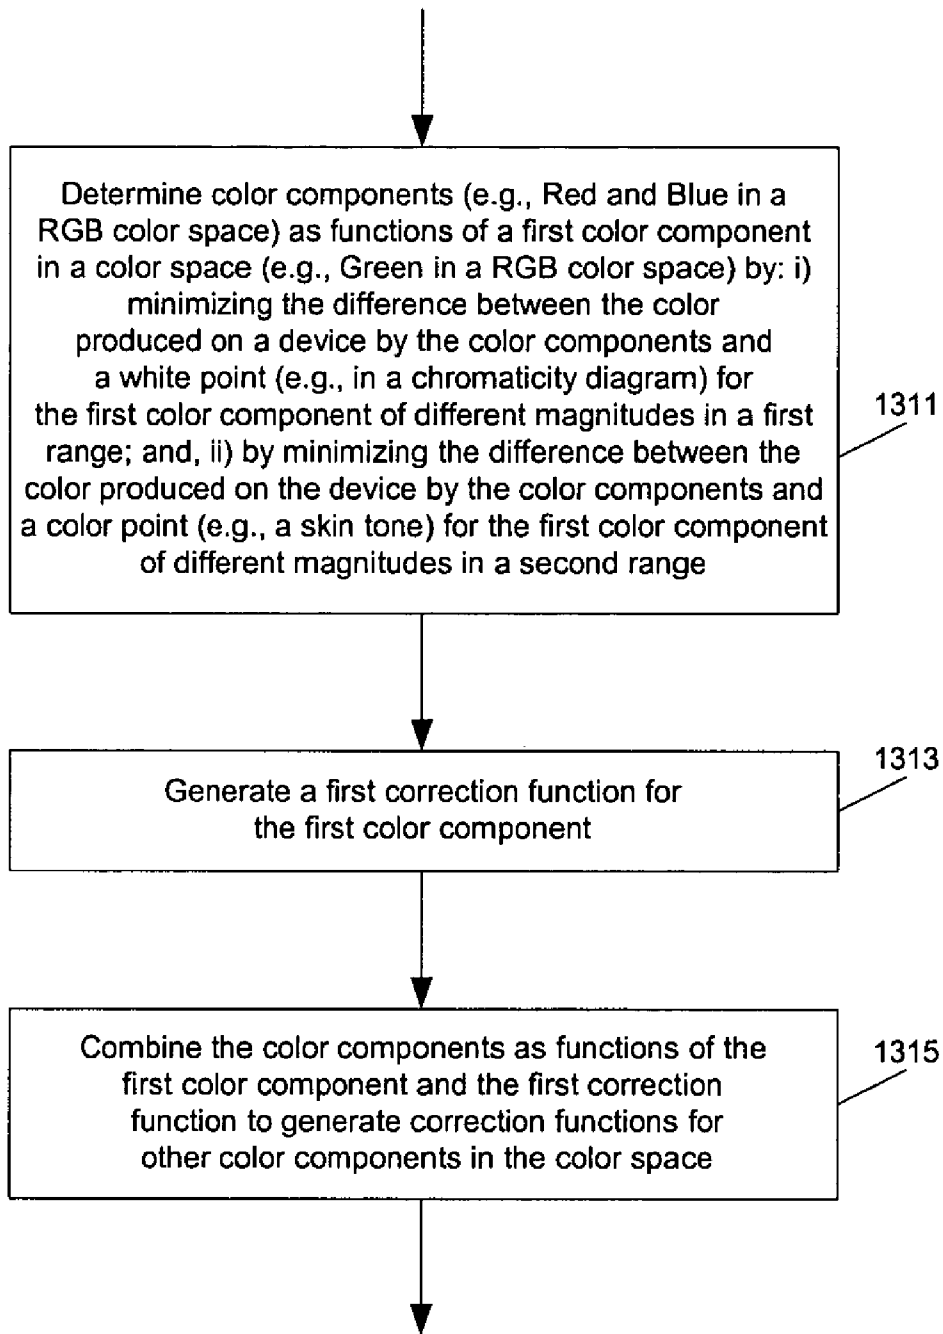 Determine color components (e.g., Red and Blue in a
RGB color space) as functions of a first color component
in a color space (e.g., Green in a RGB color space) by: i)
minimizing the difference between the color
produced on a device by the color components and
a white point (e.g., in a chromaticity diagram) for
the first color component of different magnitudes in a first
range; and, ii) by minimizing the difference between the
color produced on the device by the color components and
a color point (e.g., a skin tone) for the first color component
of different magnitudes in a second range
1311
Generate a first correction function for
the first color component
1313
Combine the color components as functions of the
first color component and the first correction
function to generate correction functions for
other color components in the color space
1315